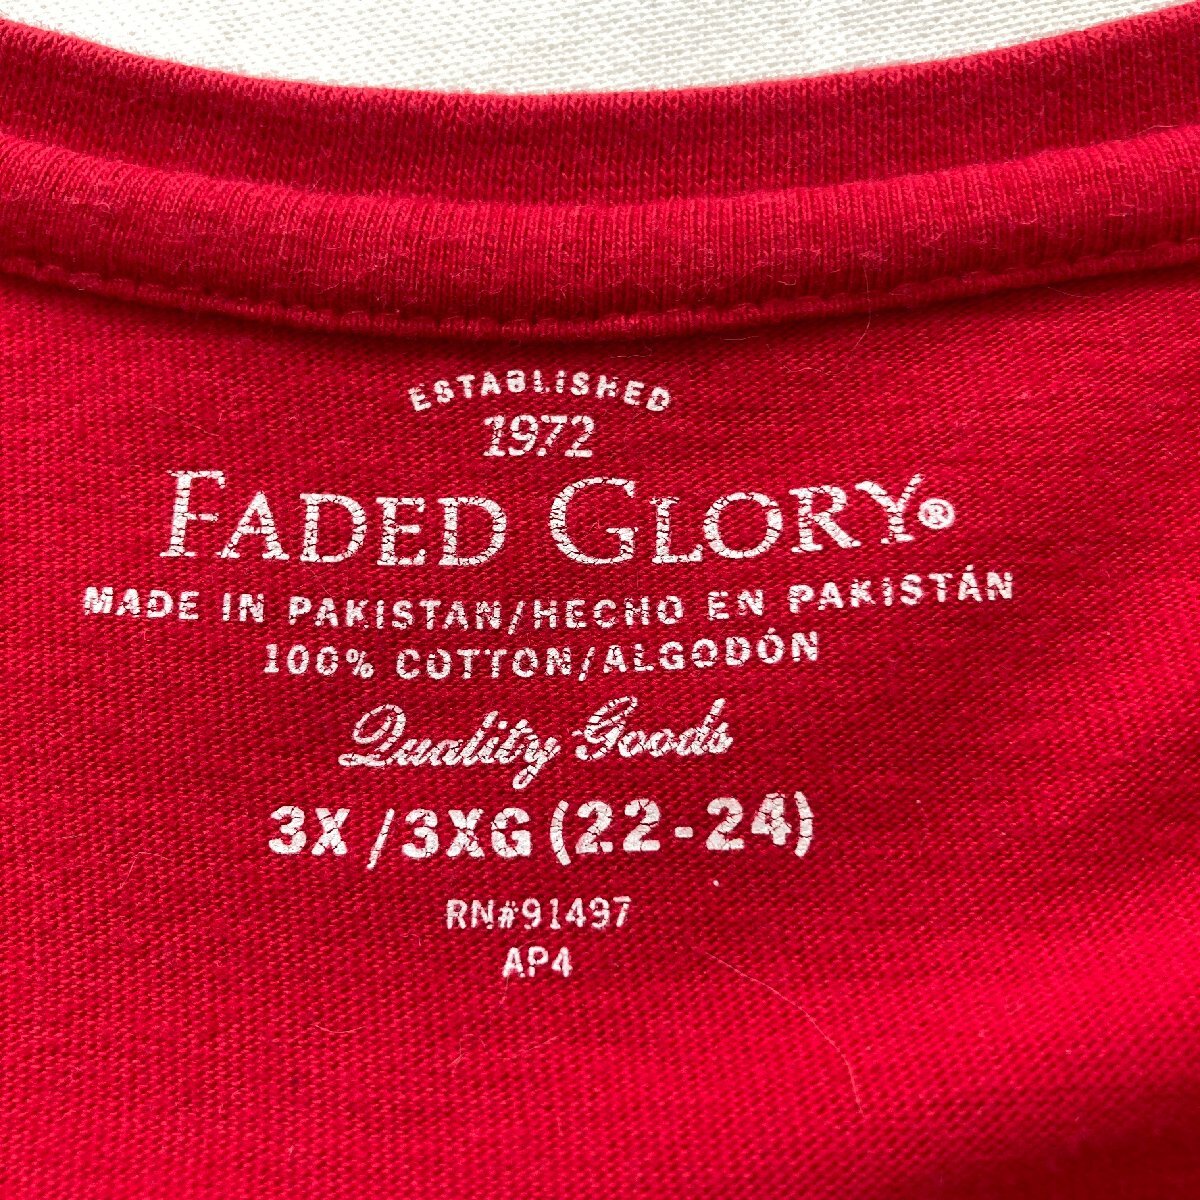 ESTABLISHED
1972
FADED GLORY®
MADE IN PAKISTAN/HECHO EN PAKISTÁN
100% COTTON/ALGODÓN
Quality Goods
3X/3XG (22-24)
RN#91497
AP4